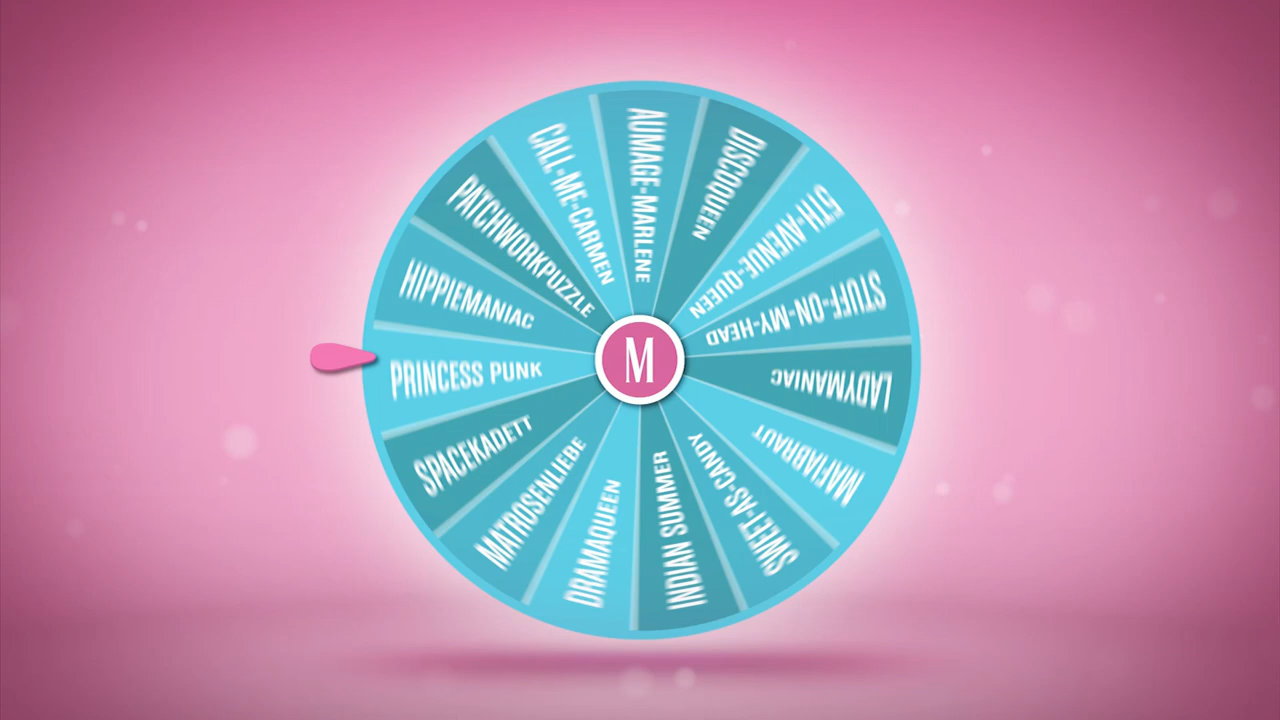 AUMAGE-MARLENE
DISCOQUEEN
5TH-AVENUE-QUEEN
STUFF-ON-MY-HEAD
LADYMANIAC
MAFIABRAUT
SWEET-AS-CANDY
INDIAN SUMMER
DRAMAQUEEN
MATROSENLIEBE
SPACEKADETT
PRINCESS PUNK
HIPPIEMANIAC
PATCHWORKPUZZLE
CALL-ME-CARMEN
M